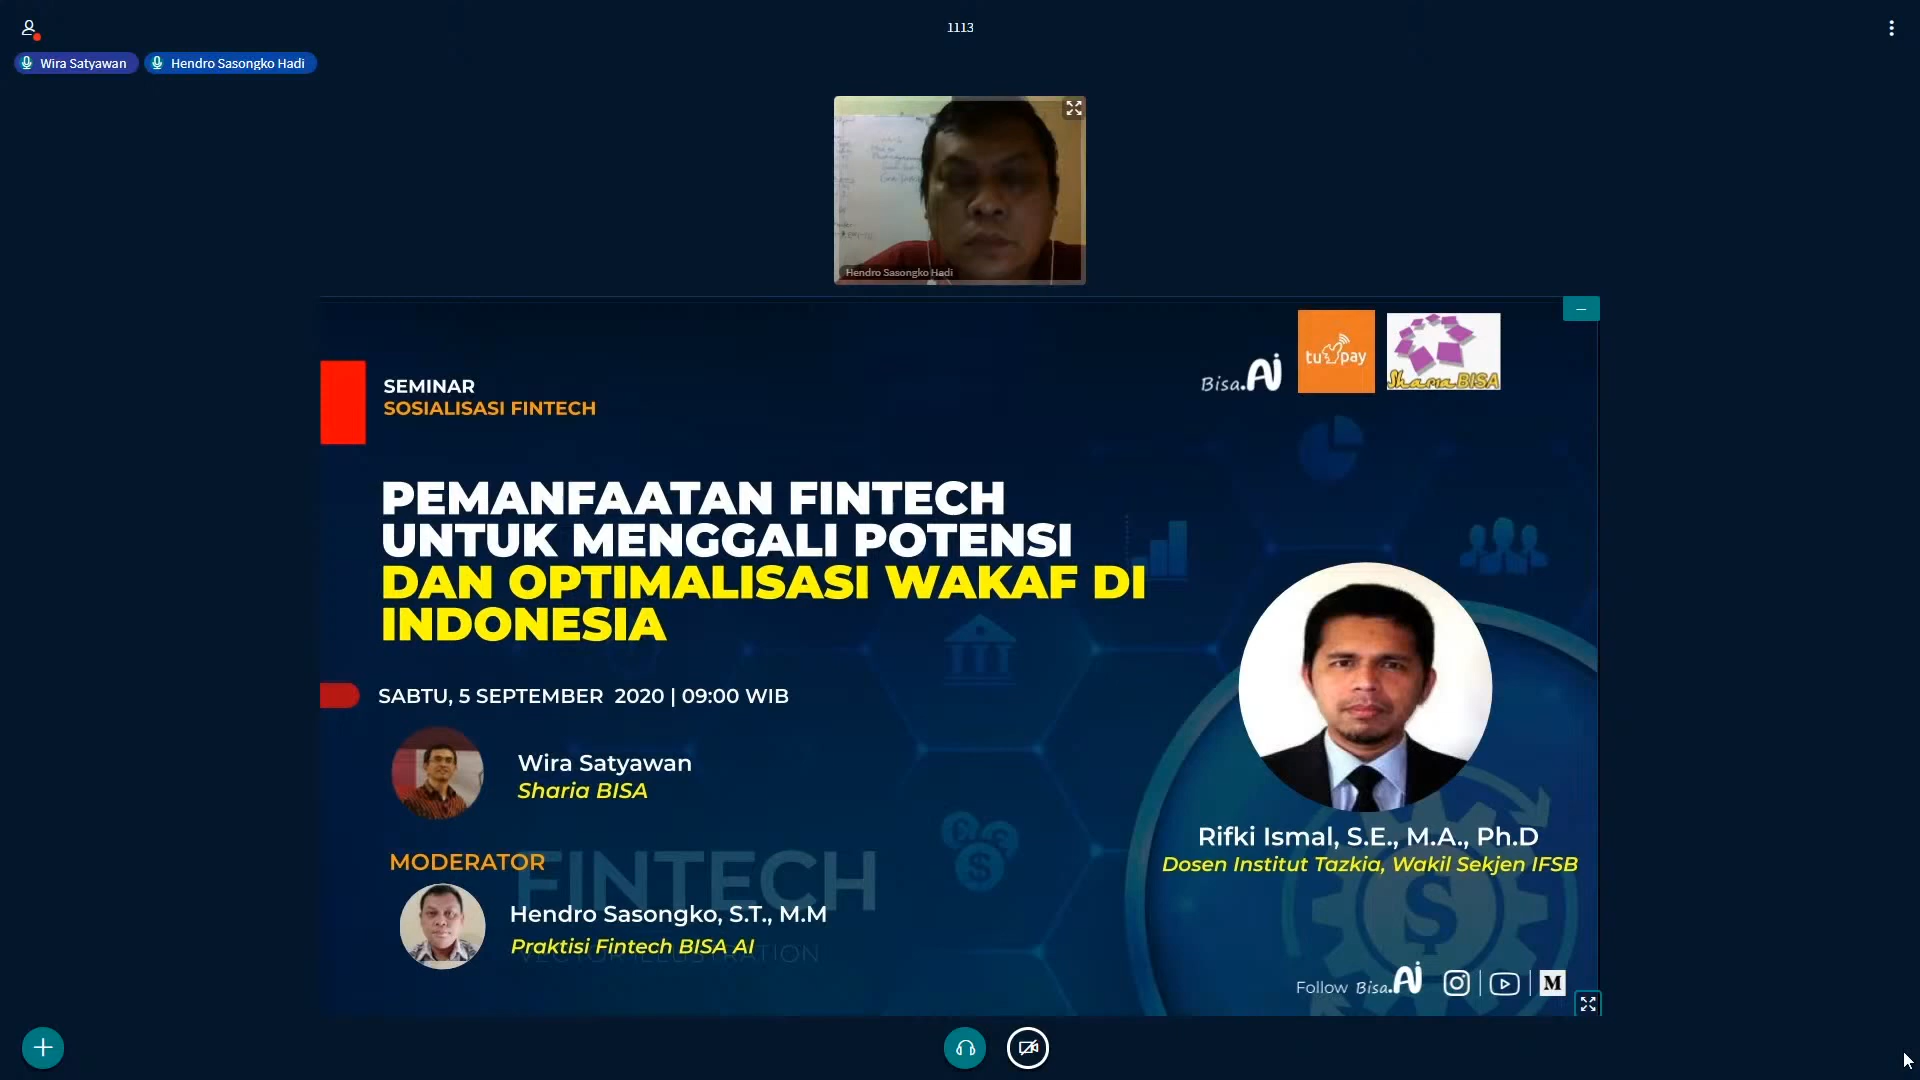 1113
Wira Satyawan
Hendro Sasongko Hadi
Hendro Sasongko Hadi
SEMINAR
SOSIALISASI FINTECH
Bisa.AI
tupay
Sharia BISA
PEMANFAATAN FINTECH
UNTUK MENGGALI POTENSI
DAN OPTIMALISASI WAKAF DI
INDONESIA
SABTU, 5 SEPTEMBER 2020 | 09:00 WIB
Wira Satyawan
Sharia BISA
MODERATOR
FINTECH
Hendro Sasongko, S.T., M.M
Praktisi Fintech BISA AI
VECTOR ILLUSTRATION
Rifki Ismal, S.E., M.A., Ph.D
Dosen Institut Tazkia, Wakil Sekjen IFSB
Follow Bisa.AI
M